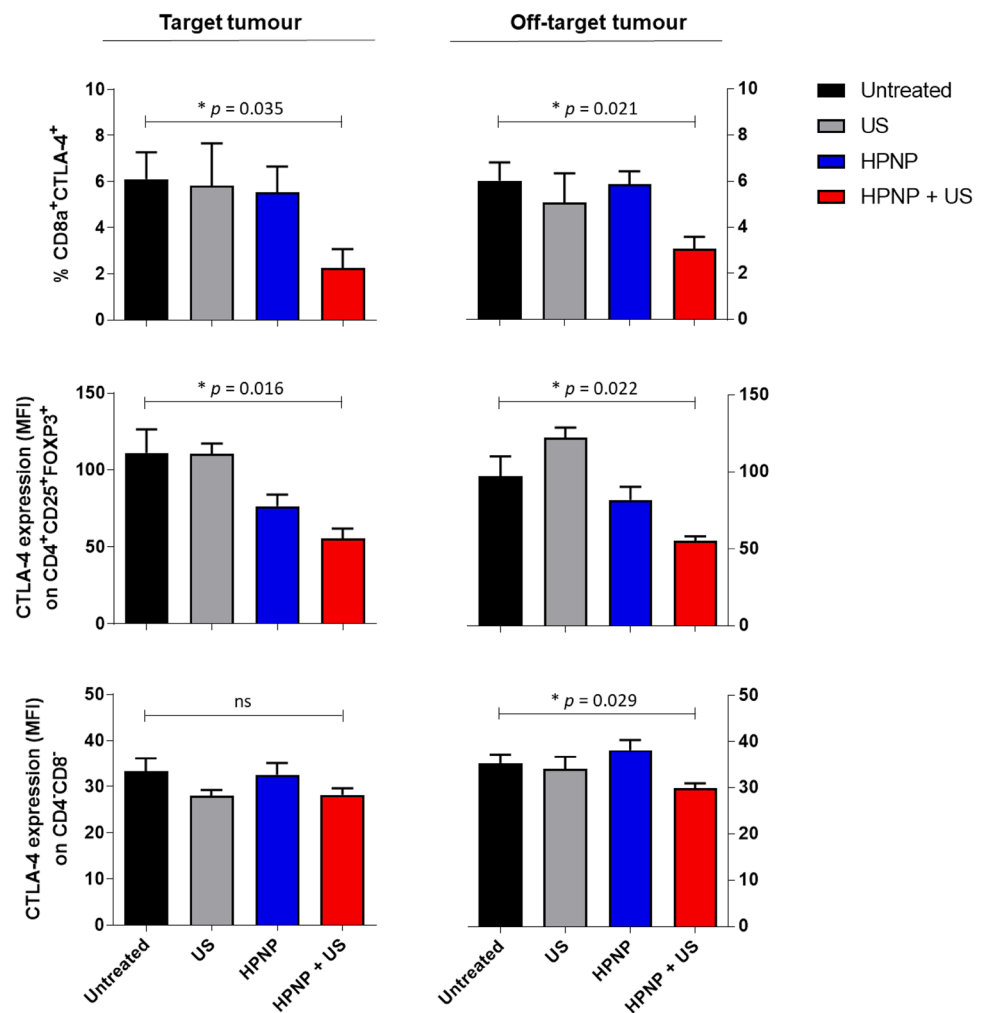 Target tumour
Off-target tumour
% CD8a⁺CTLA-4⁺
10
8
6
4
2
0
* p = 0.035
* p = 0.021
10
8
6
4
2
0
Untreated
US
HPNP
HPNP + US
CTLA-4 expression (MFI)
on CD4⁺CD25⁺FOXP3⁺
150
100
50
0
* p = 0.016
* p = 0.022
150
100
50
0
CTLA-4 expression (MFI)
on CD4⁻CD8⁻
50
40
30
20
10
0
ns
* p = 0.029
50
40
30
20
10
0
Untreated
US
HPNP
HPNP + US
Untreated
US
HPNP
HPNP + US